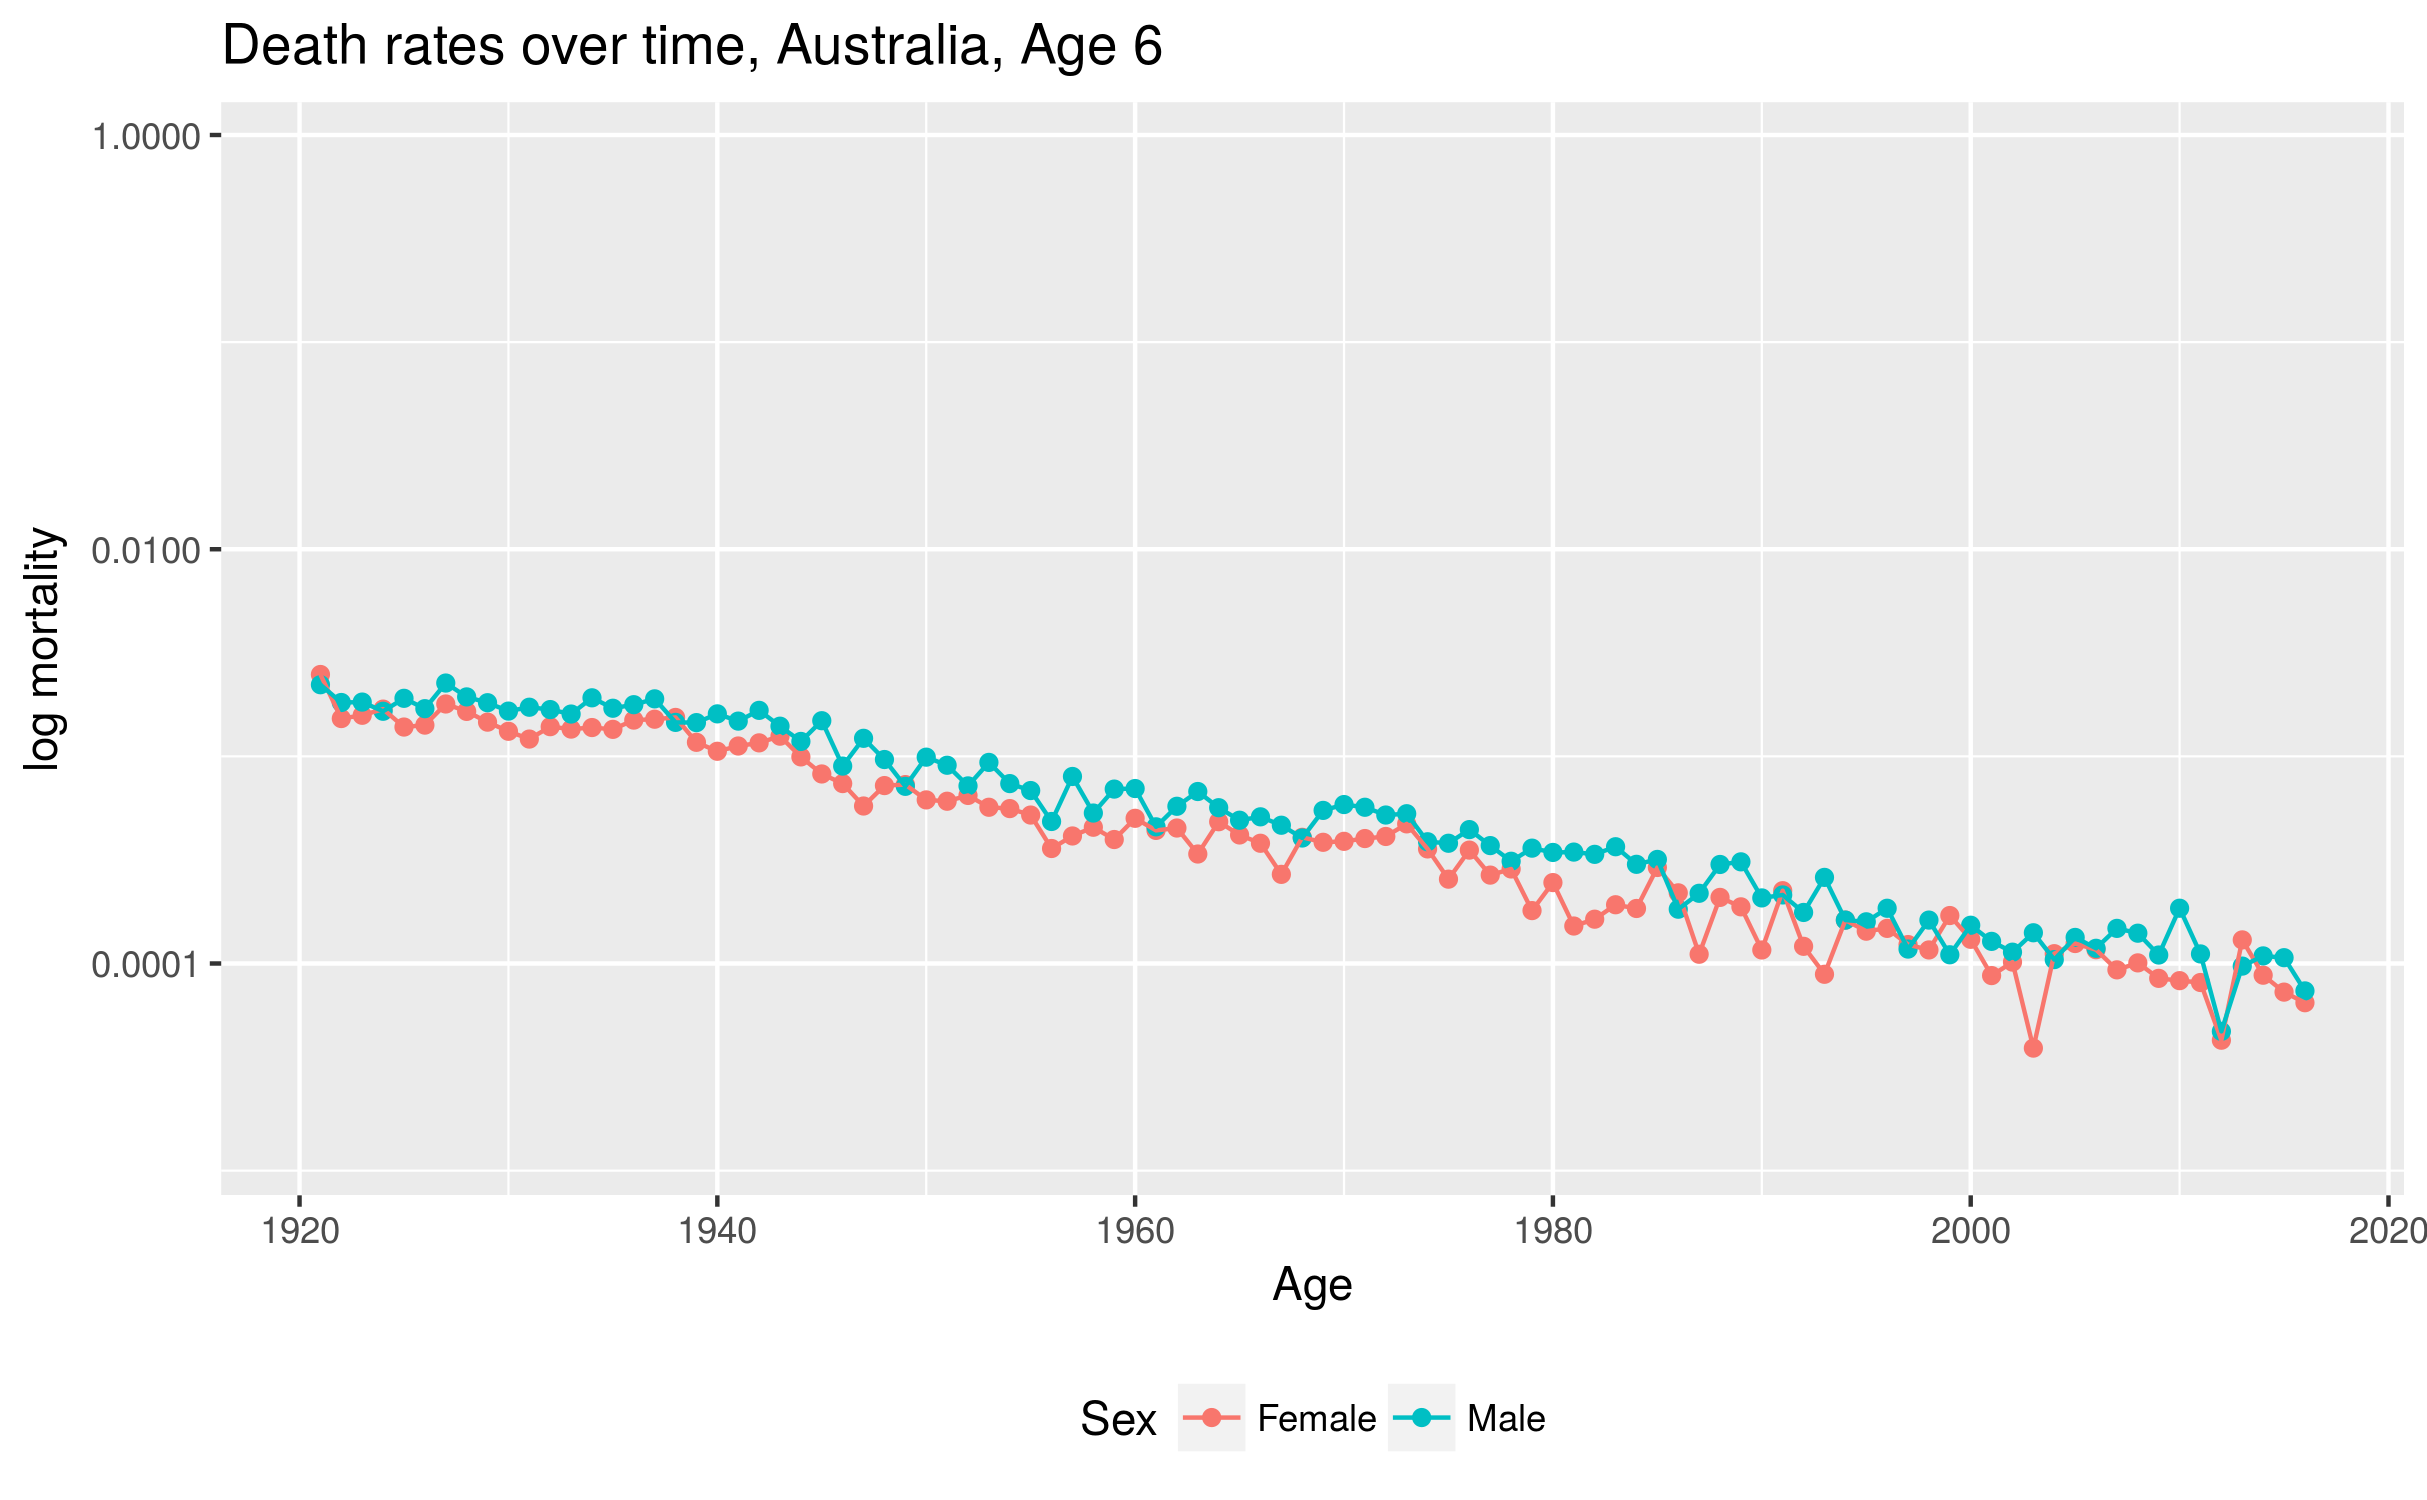 Death rates over time, Australia, Age 6
1.0000
0.0100
0.0001
log mortality
1920 1940 1960 1980 2000 2020
Age
Sex Female Male